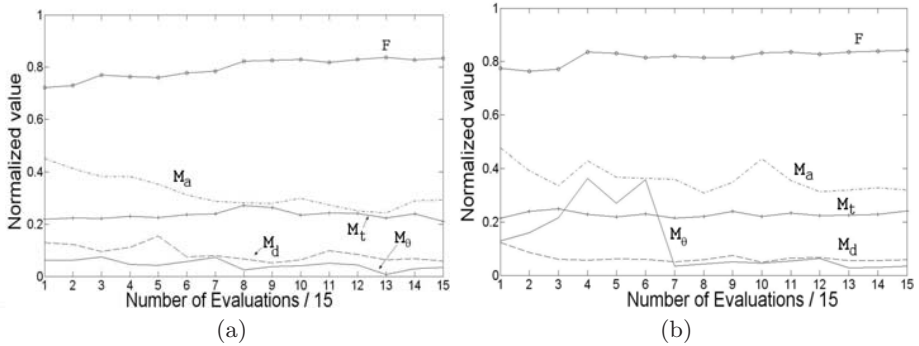 1
0.8
0.6
0.4
0.2
0
Normalized value
F
Ma
Mt
Md
Mθ
1 2 3 4 5 6 7 8 9 10 11 12 13 14 15
Number of Evaluations / 15
(a)
1
0.8
0.6
0.4
0.2
0
Normalized value
F
Ma
Mt
Mθ
Md
1 2 3 4 5 6 7 8 9 10 11 12 13 14 15
Number of Evaluations / 15
(b)